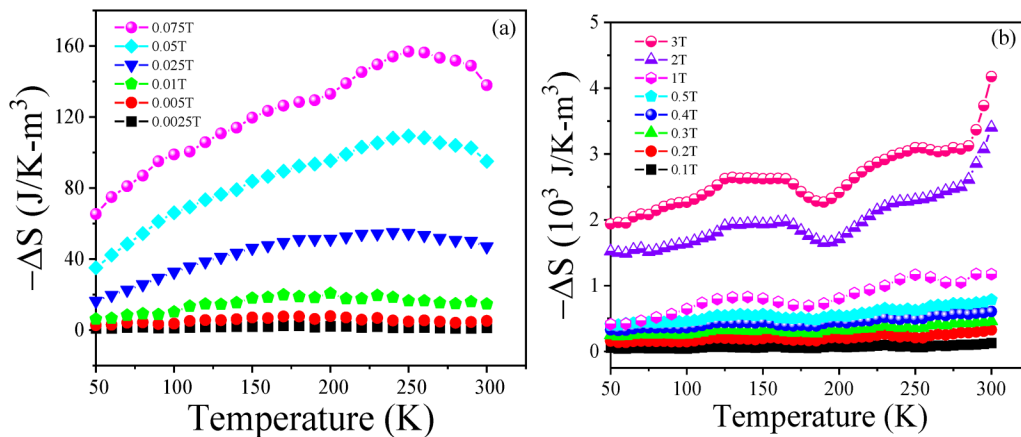 (a)
−ΔS (J/K-m³)
160
120
80
40
0
0.075T
0.05T
0.025T
0.01T
0.005T
0.0025T
50 100 150 200 250 300
Temperature (K)
(b)
−ΔS (10³ J/K-m³)
5
4
3
2
1
0
3T
2T
1T
0.5T
0.4T
0.3T
0.2T
0.1T
50 100 150 200 250 300
Temperature (K)